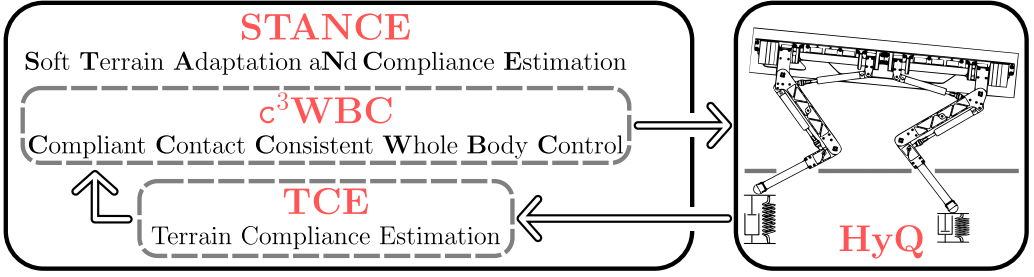 STANCE
Soft Terrain Adaptation aNd Compliance Estimation
c³WBC
Compliant Contact Consistent Whole Body Control
TCE
Terrain Compliance Estimation
HyQ